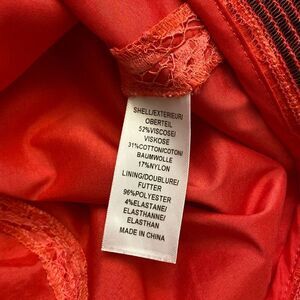 SHELL/EXTERIEUR/
OBERTEIL
52%VISCOSE/
VISKOSE
31%COTTON/COTON/
BAUMWOLLE
17%NYLON
LINING/DOUBLURE/
FUTTER
96%POLYESTER
4%ELASTANE/
ELASTHANNE/
ELASTHAN
MADE IN CHINA